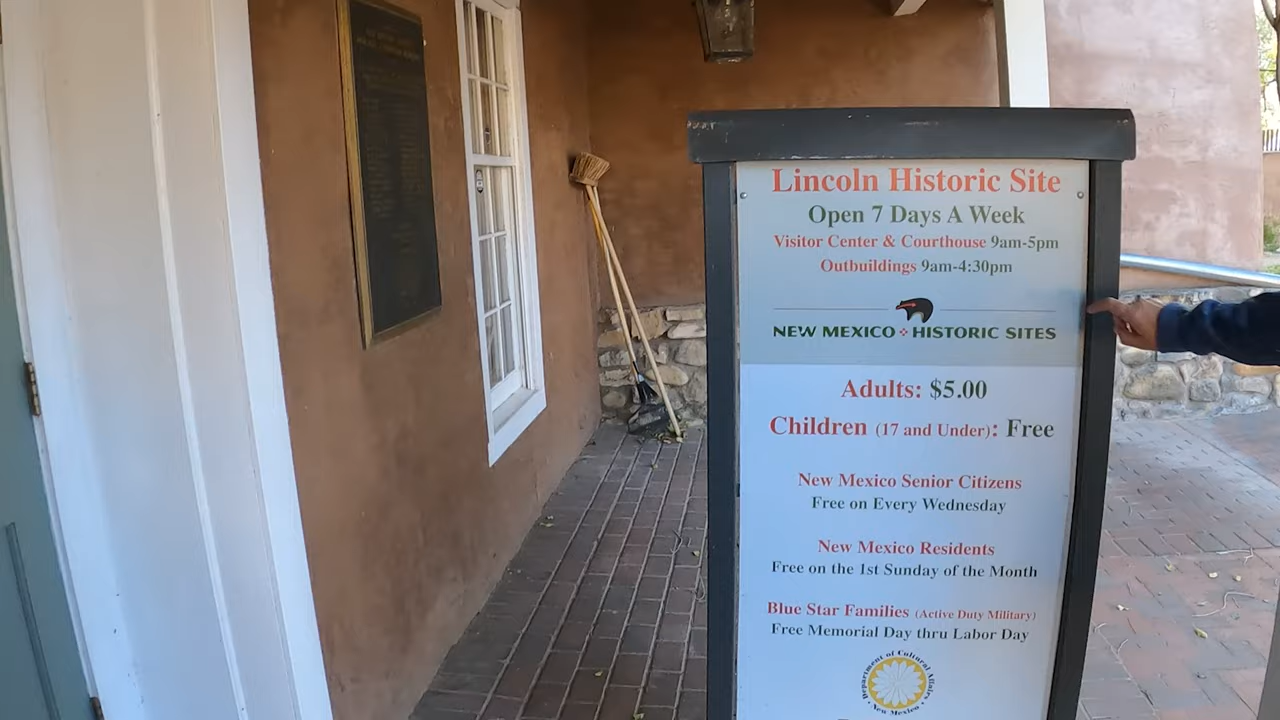 Lincoln Historic Site
Open 7 Days A Week
Visitor Center & Courthouse 9am-5pm
Outbuildings 9am-4:30pm
NEW MEXICO HISTORIC SITES
Adults: $5.00
Children (17 and Under): Free
New Mexico Senior Citizens
Free on Every Wednesday
New Mexico Residents
Free on the 1st Sunday of the Month
Blue Star Families (Active Duty Military)
Free Memorial Day thru Labor Day
Department of Cultural Affairs
New Mexico